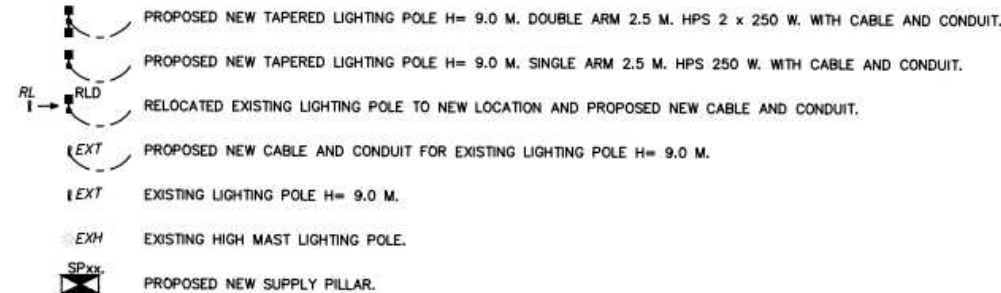 PROPOSED NEW TAPERED LIGHTING POLE H= 9.0 M. DOUBLE ARM 2.5 M. HPS 2 x 250 W. WITH CABLE AND CONDUIT.
PROPOSED NEW TAPERED LIGHTING POLE H= 9.0 M. SINGLE ARM 2.5 M. HPS 250 W. WITH CABLE AND CONDUIT.
RL RLD RELOCATED EXISTING LIGHTING POLE TO NEW LOCATION AND PROPOSED NEW CABLE AND CONDUIT.
EXT PROPOSED NEW CABLE AND CONDUIT FOR EXISTING LIGHTING POLE H= 9.0 M.
EXT EXISTING LIGHTING POLE H= 9.0 M.
EXH EXISTING HIGH MAST LIGHTING POLE.
SPxx. PROPOSED NEW SUPPLY PILLAR.